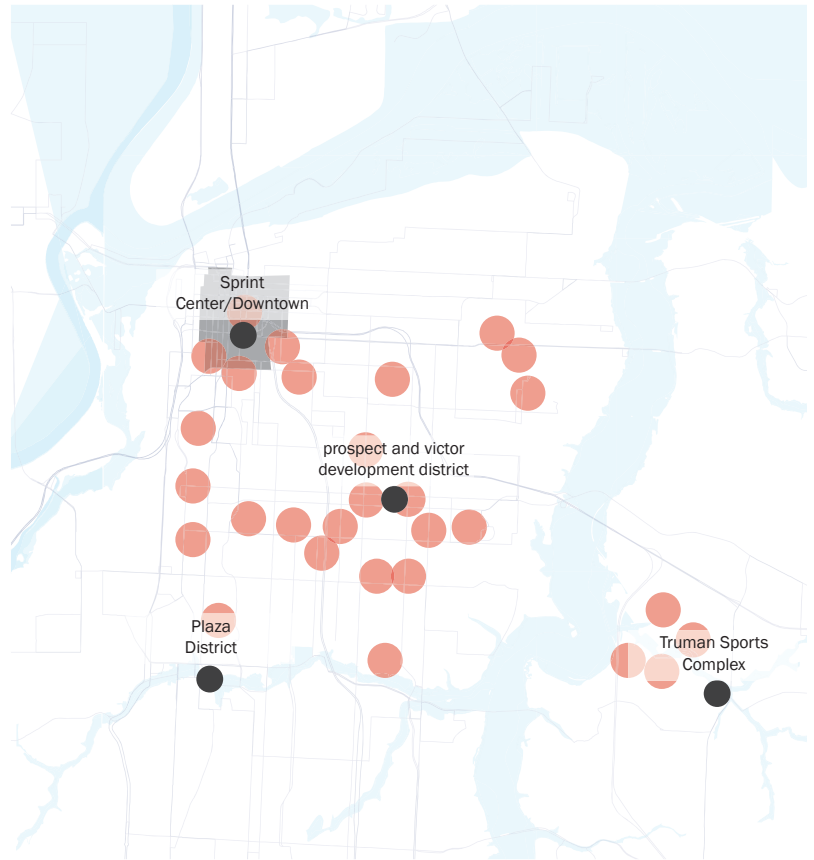 Sprint
Center/Downtown
prospect and victor
development district
Plaza
District
Truman Sports
Complex